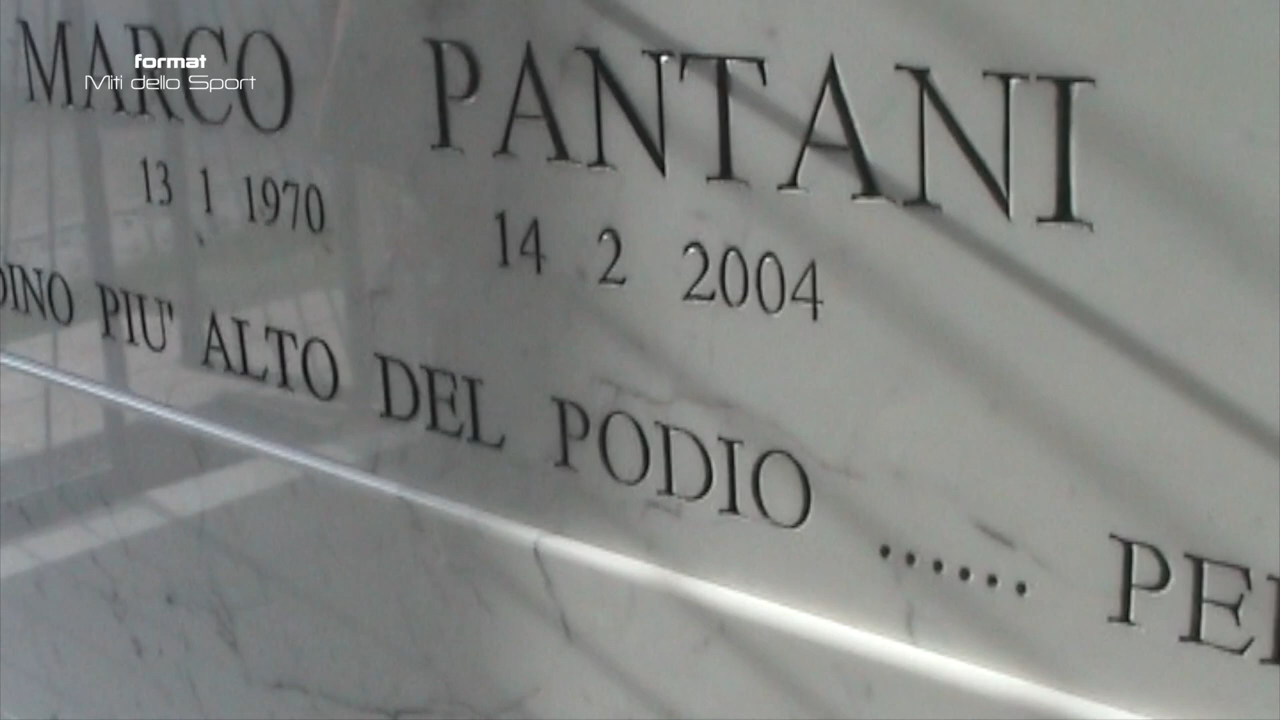 format
Miti dello Sport
MARCO PANTANI
13 1 1970 14 2 2004
PIU' ALTO DEL PODIO ......